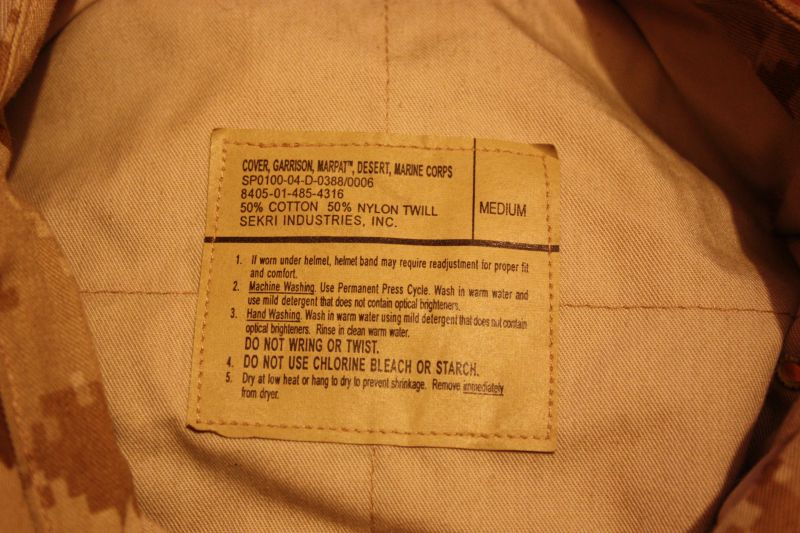 COVER, GARRISON, MARPAT™, DESERT, MARINE CORPS
SP0100-04-D-0388/0006
8405-01-485-4316
50% COTTON 50% NYLON TWILL
SEKRI INDUSTRIES, INC.
MEDIUM
1. If worn under helmet, helmet band may require readjustment for proper fit
and comfort.
2. Machine Washing. Use Permanent Press Cycle. Wash in warm water and
use mild detergent that does not contain optical brighteners.
3. Hand Washing. Wash in warm water using mild detergent that does not contain
optical brighteners. Rinse in clean warm water.
DO NOT WRING OR TWIST.
4. DO NOT USE CHLORINE BLEACH OR STARCH.
5. Dry at low heat or hang to dry to prevent shrinkage. Remove immediately
from dryer.